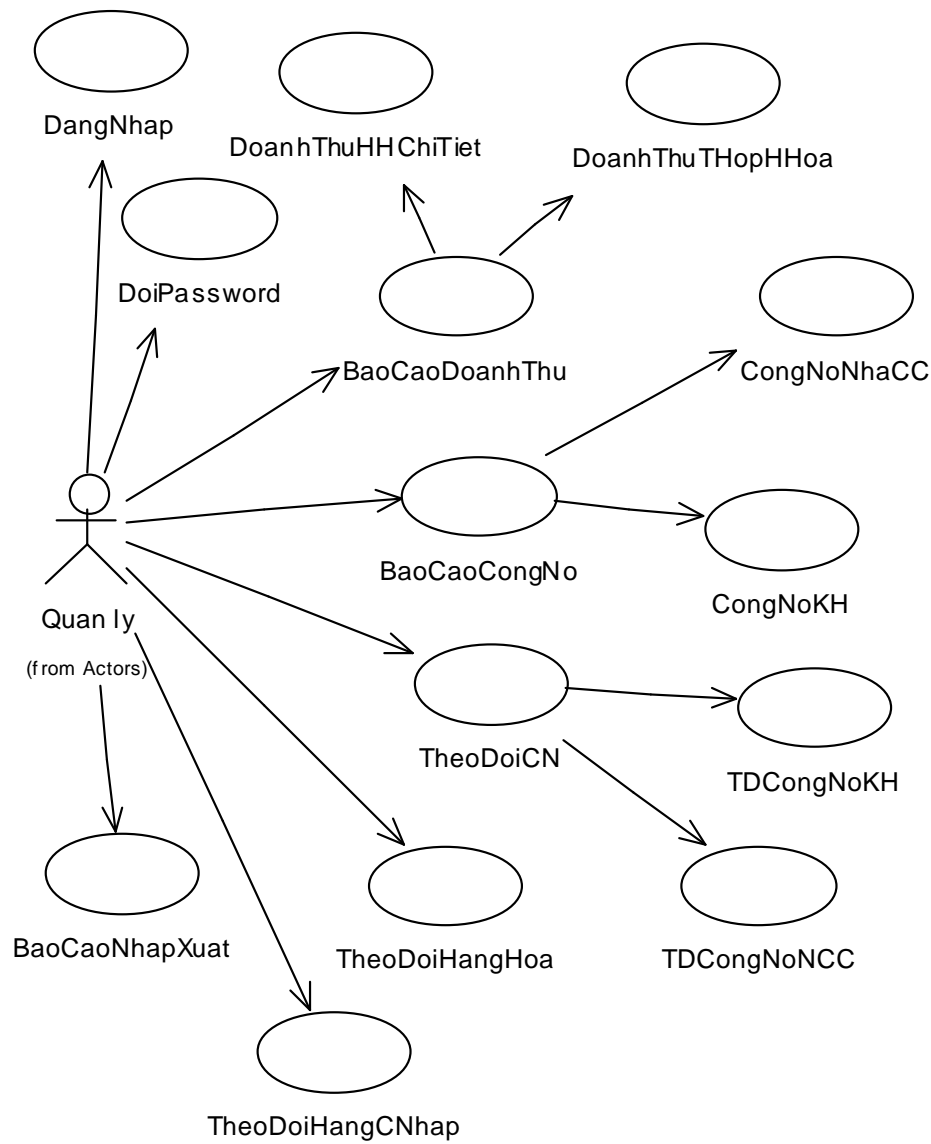 DangNhap
DoanhThuHHChiTiet
DoanhThuTHopHHoa
DoiPassword
BaoCaoDoanhThu
CongNoNhaCC
BaoCaoCongNo
CongNoKH
Quan ly
(from Actors)
TheoDoiCN
TDCongNoKH
BaoCaoNhapXuat
TheoDoiHangHoa
TDCongNoNCC
TheoDoiHangCNhap